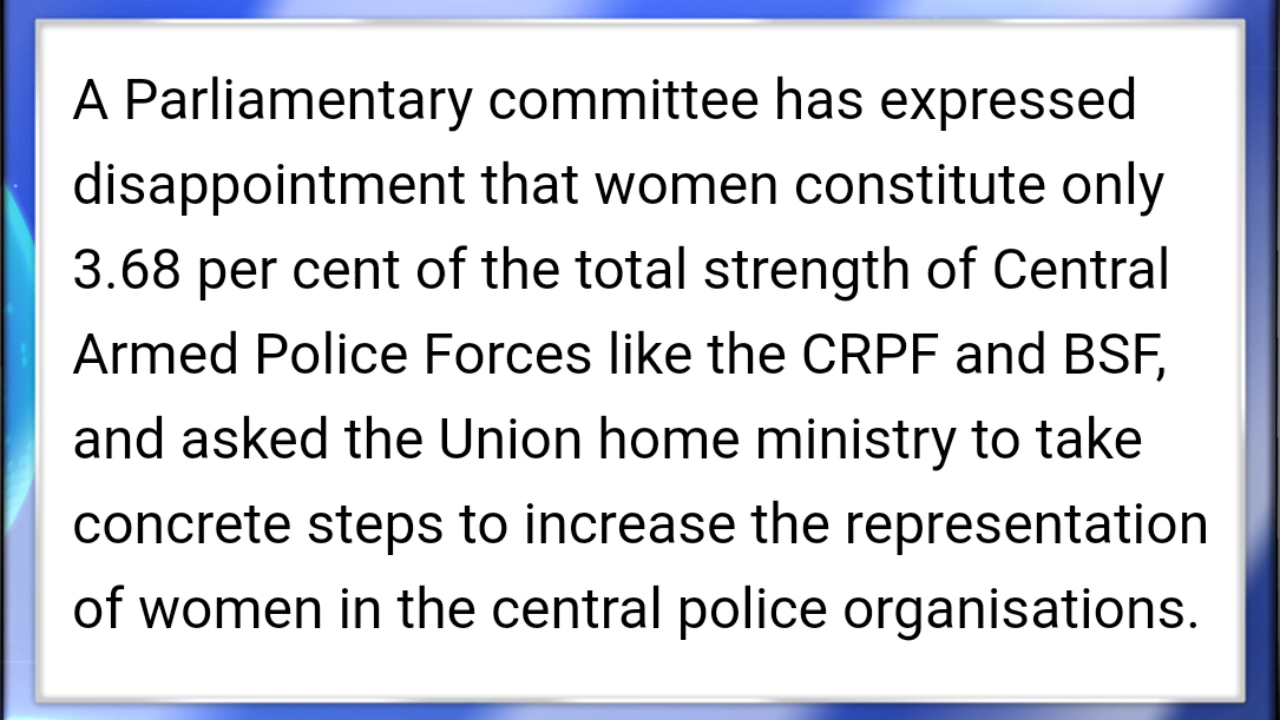 A Parliamentary committee has expressed
disappointment that women constitute only
3.68 per cent of the total strength of Central
Armed Police Forces like the CRPF and BSF,
and asked the Union home ministry to take
concrete steps to increase the representation
of women in the central police organisations.